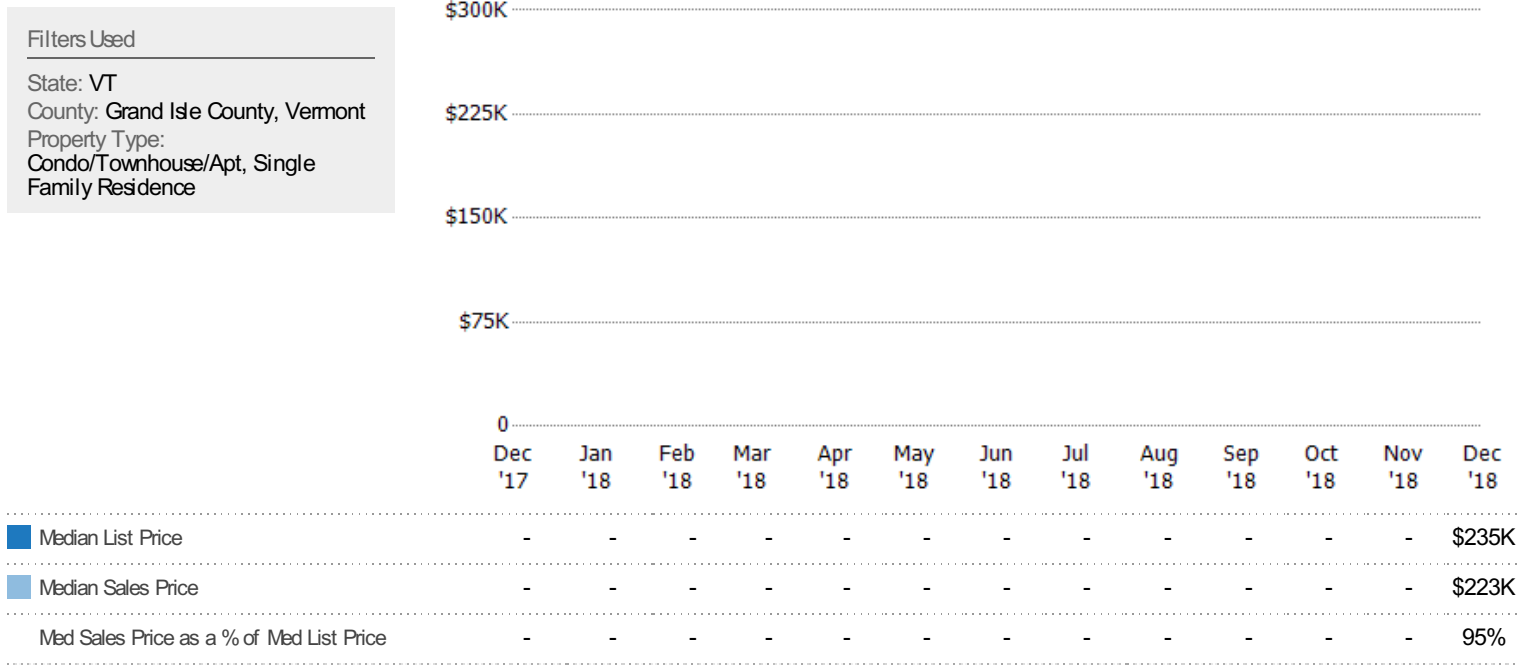 Filters Used
State: VT
County: Grand Isle County, Vermont
Property Type:
Condo/Townhouse/Apt, Single
Family Residence
$300K
$225K
$150K
$75K
0
Dec Jan Feb Mar Apr May Jun Jul Aug Sep Oct Nov Dec
'17 '18 '18 '18 '18 '18 '18 '18 '18 '18 '18 '18 '18
Median List Price - - - - - - - - - - - - $235K
Median Sales Price - - - - - - - - - - - - $223K
Med Sales Price as a % of Med List Price - - - - - - - - - - - - 95%